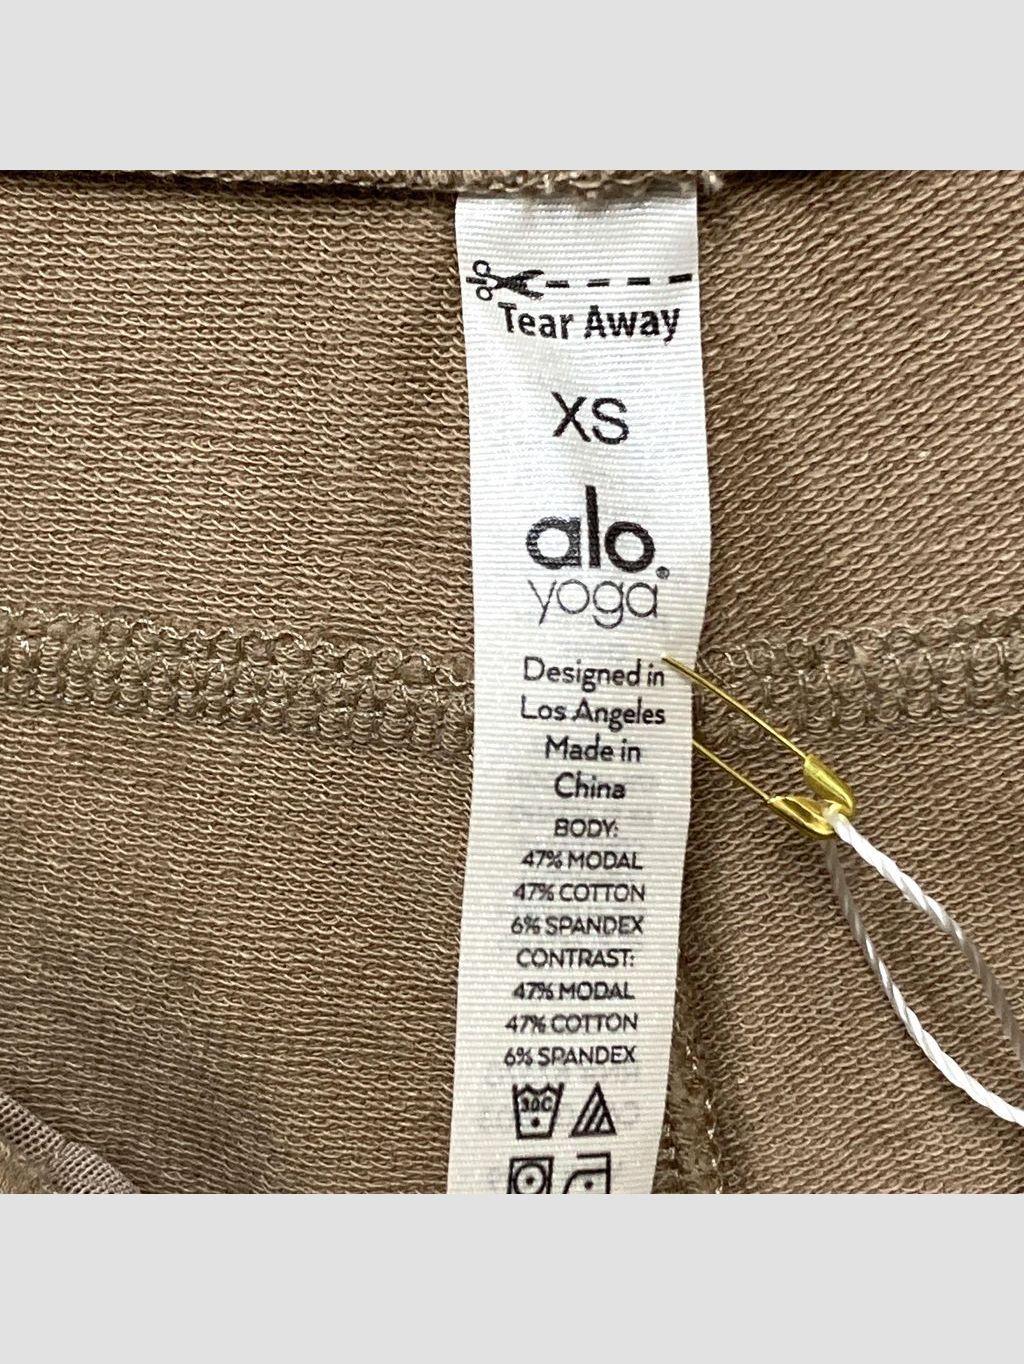 Tear Away
XS
alo.®
yoga
Designed in
Los Angeles
Made in
China
BODY:
47% MODAL
47% COTTON
6% SPANDEX
CONTRAST:
47% MODAL
47% COTTON
6% SPANDEX
30C